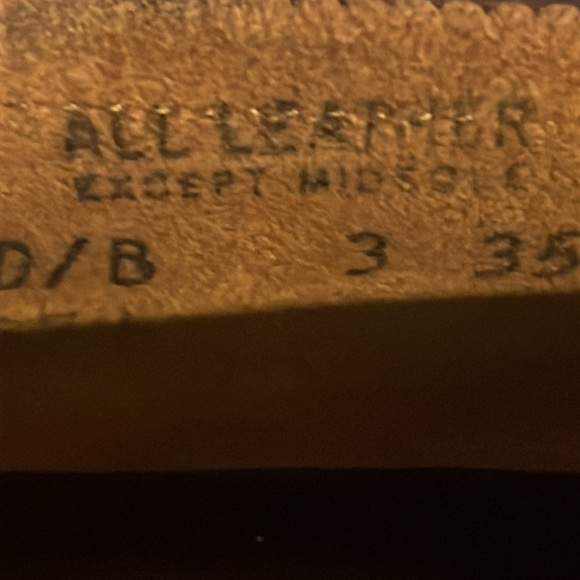 ALL LEATHER
EXCEPT MIDSOLE
D/B 3 35